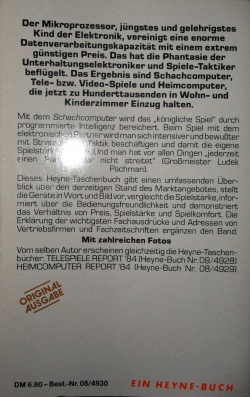 Der Mikroprozessor, jüngstes und gelehrigstes
Kind der Elektronik, vereinigt eine enorme
Datenverarbeitungskapazität mit einem extrem
günstigen Preis. Das hat die Phantasie der
Unterhaltungselektroniker und Spiele-Taktiker
beflügelt. Das Ergebnis sind Schachcomputer,
Tele- bzw. Video-Spiele und Heimcomputer,
die jetzt zu Hunderttausenden in Wohn- und
Kinderzimmer Einzug halten.
Mit dem Schachcomputer wird das »königliche Spiel« durch
programmierte Intelligenz bereichert. Beim Spiel mit dem
elektronischen Partner wird man sich intensiver und bewußter
mit Strategie Taktik beschäftigen und damit die eigene
Spielstärke Und man hat vor allen Dingen »jederzeit
einen Partner nicht streitet« (Großmeister Ludek
Pachman).
Dieses Heyne-Taschenbuch gibt einen umfassenden Über-
blick über den derzeitigen Stand des Marktangebotes, stellt
die Geräte in Wort und Bild vor, vergleicht die Spielstärke, infor-
miert über die Bedienungsfreundlichkeit und demonstriert
das Verhältnis von Preis, Spielstärke und Spielkomfort. Die
Erklärung der wichtigsten Fachausdrücke und Adressen von
Vertriebsfirmen und Fachzeitschriften ergänzen den Band.
Mit zahlreichen Fotos
Vom selben Autor erscheinen gleichzeitig die Heyne-Taschen-
bücher: TELESPIELE REPORT '84 (Heyne-Buch Nr. 08/4928)
HEIMCOMPUTER REPORT '84 (Heyne-Buch Nr. 08/4929)
ORIGINAL
AUSGABE
DM 6.80 – Best.-Nr. 08/4930
EIN HEYNE-BUCH